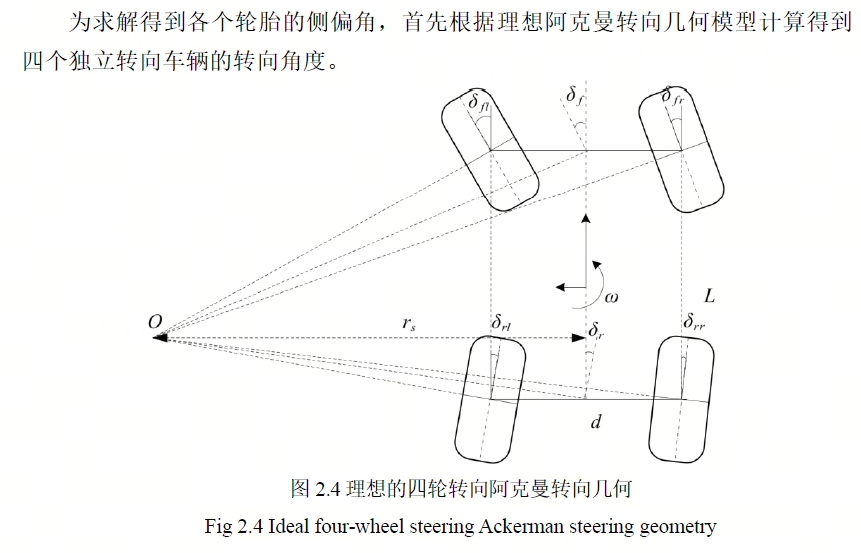 为求解得到各个轮胎的侧偏角，首先根据理想阿克曼转向几何模型计算得到
四个独立转向车辆的转向角度。
δfl
δf
δfr
ω
L
O
rs
δrl
δr
δrr
d
图 2.4 理想的四轮转向阿克曼转向几何
Fig 2.4 Ideal four-wheel steering Ackerman steering geometry